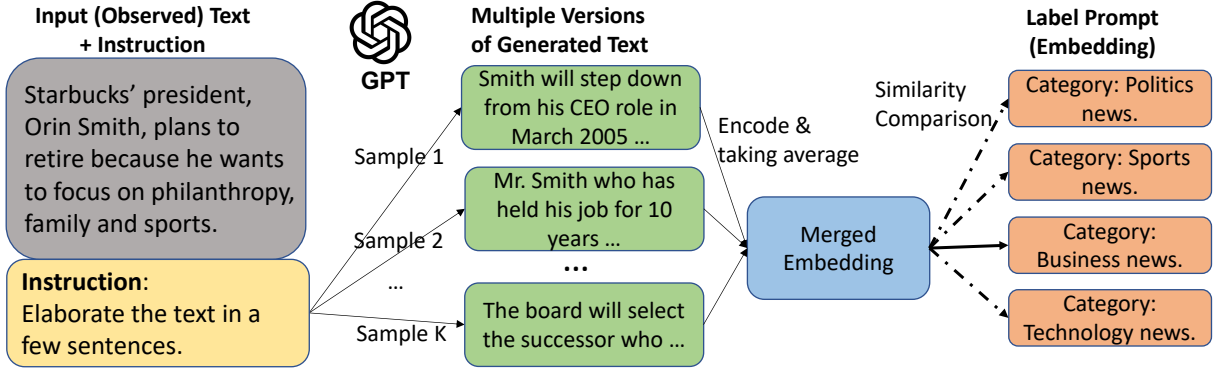 Input (Observed) Text
+ Instruction
Starbucks’ president,
Orin Smith, plans to
retire because he wants
to focus on philanthropy,
family and sports.
Instruction:
Elaborate the text in a
few sentences.
GPT
Sample 1
Sample 2
...
Sample K
Multiple Versions
of Generated Text
Smith will step down
from his CEO role in
March 2005 ...
Mr. Smith who has
held his job for 10
years ...
...
The board will select
the successor who ...
Encode &
taking average
Merged
Embedding
Similarity
Comparison
Label Prompt
(Embedding)
Category: Politics
news.
Category: Sports
news.
Category:
Business news.
Category:
Technology news.